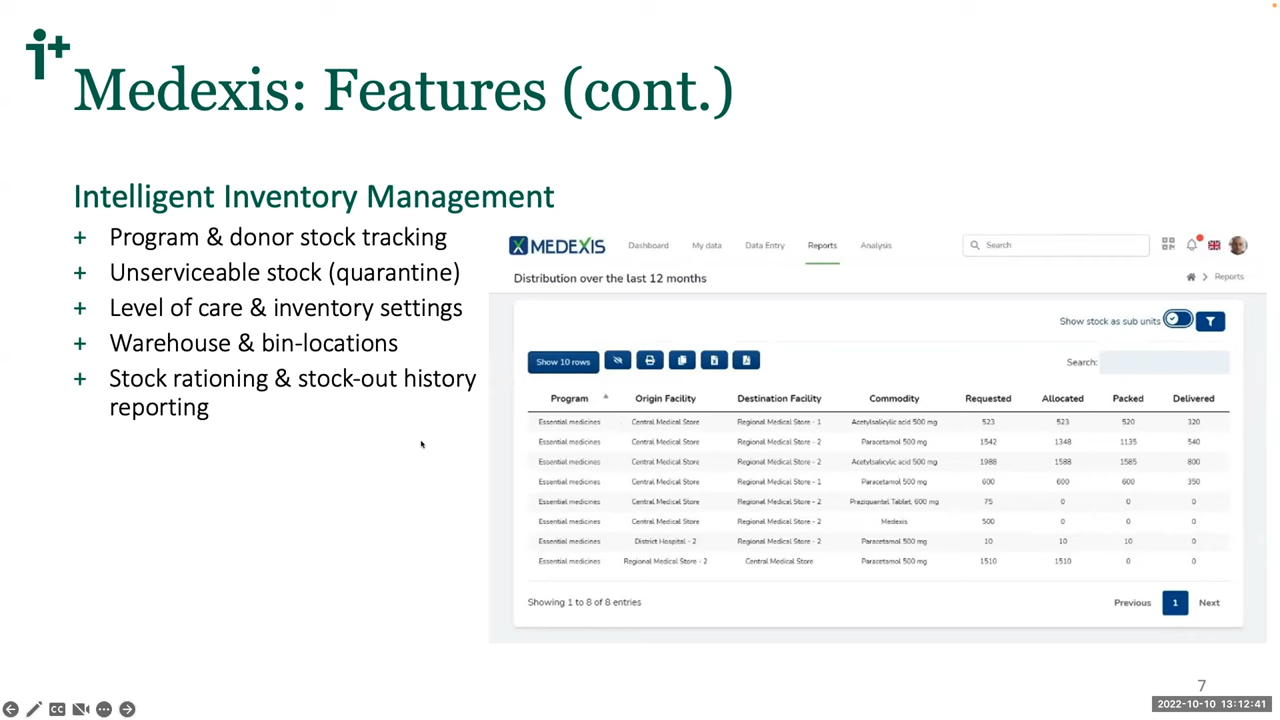 i+
Medexis: Features (cont.)
Intelligent Inventory Management
+ Program & donor stock tracking
+ Unserviceable stock (quarantine)
+ Level of care & inventory settings
+ Warehouse & bin-locations
+ Stock rationing & stock-out history
reporting
MEDEXIS Dashboard My data Data Entry Reports Analysis Search
Distribution over the last 12 months Reports
Show stock as sub units
Show 10 rows Search:
Program Origin Facility Destination Facility Commodity Requested Allocated Packed Delivered
Essential medicines Central Medical Store Regional Medical Store - 1 Acetylsalicylic acid 500 mg 523 523 520 320
Essential medicines Central Medical Store Regional Medical Store - 2 Paracetamol 500 mg 1542 1348 1135 540
Essential medicines Central Medical Store Regional Medical Store - 2 Acetylsalicylic acid 500 mg 1988 1588 1585 800
Essential medicines Central Medical Store Regional Medical Store - 1 Paracetamol 500 mg 600 600 600 350
Essential medicines Central Medical Store Regional Medical Store - 2 Praziquantel Tablet, 600 mg 75 0 0 0
Essential medicines Central Medical Store Regional Medical Store - 2 Medexis 500 0 0 0
Essential medicines District Hospital - 2 Regional Medical Store - 2 Paracetamol 500 mg 10 10 10 0
Essential medicines Regional Medical Store - 2 Central Medical Store Paracetamol 500 mg 1510 1510 0 0
Showing 1 to 8 of 8 entries Previous 1 Next
7
CC
2022-10-10 13:12:41